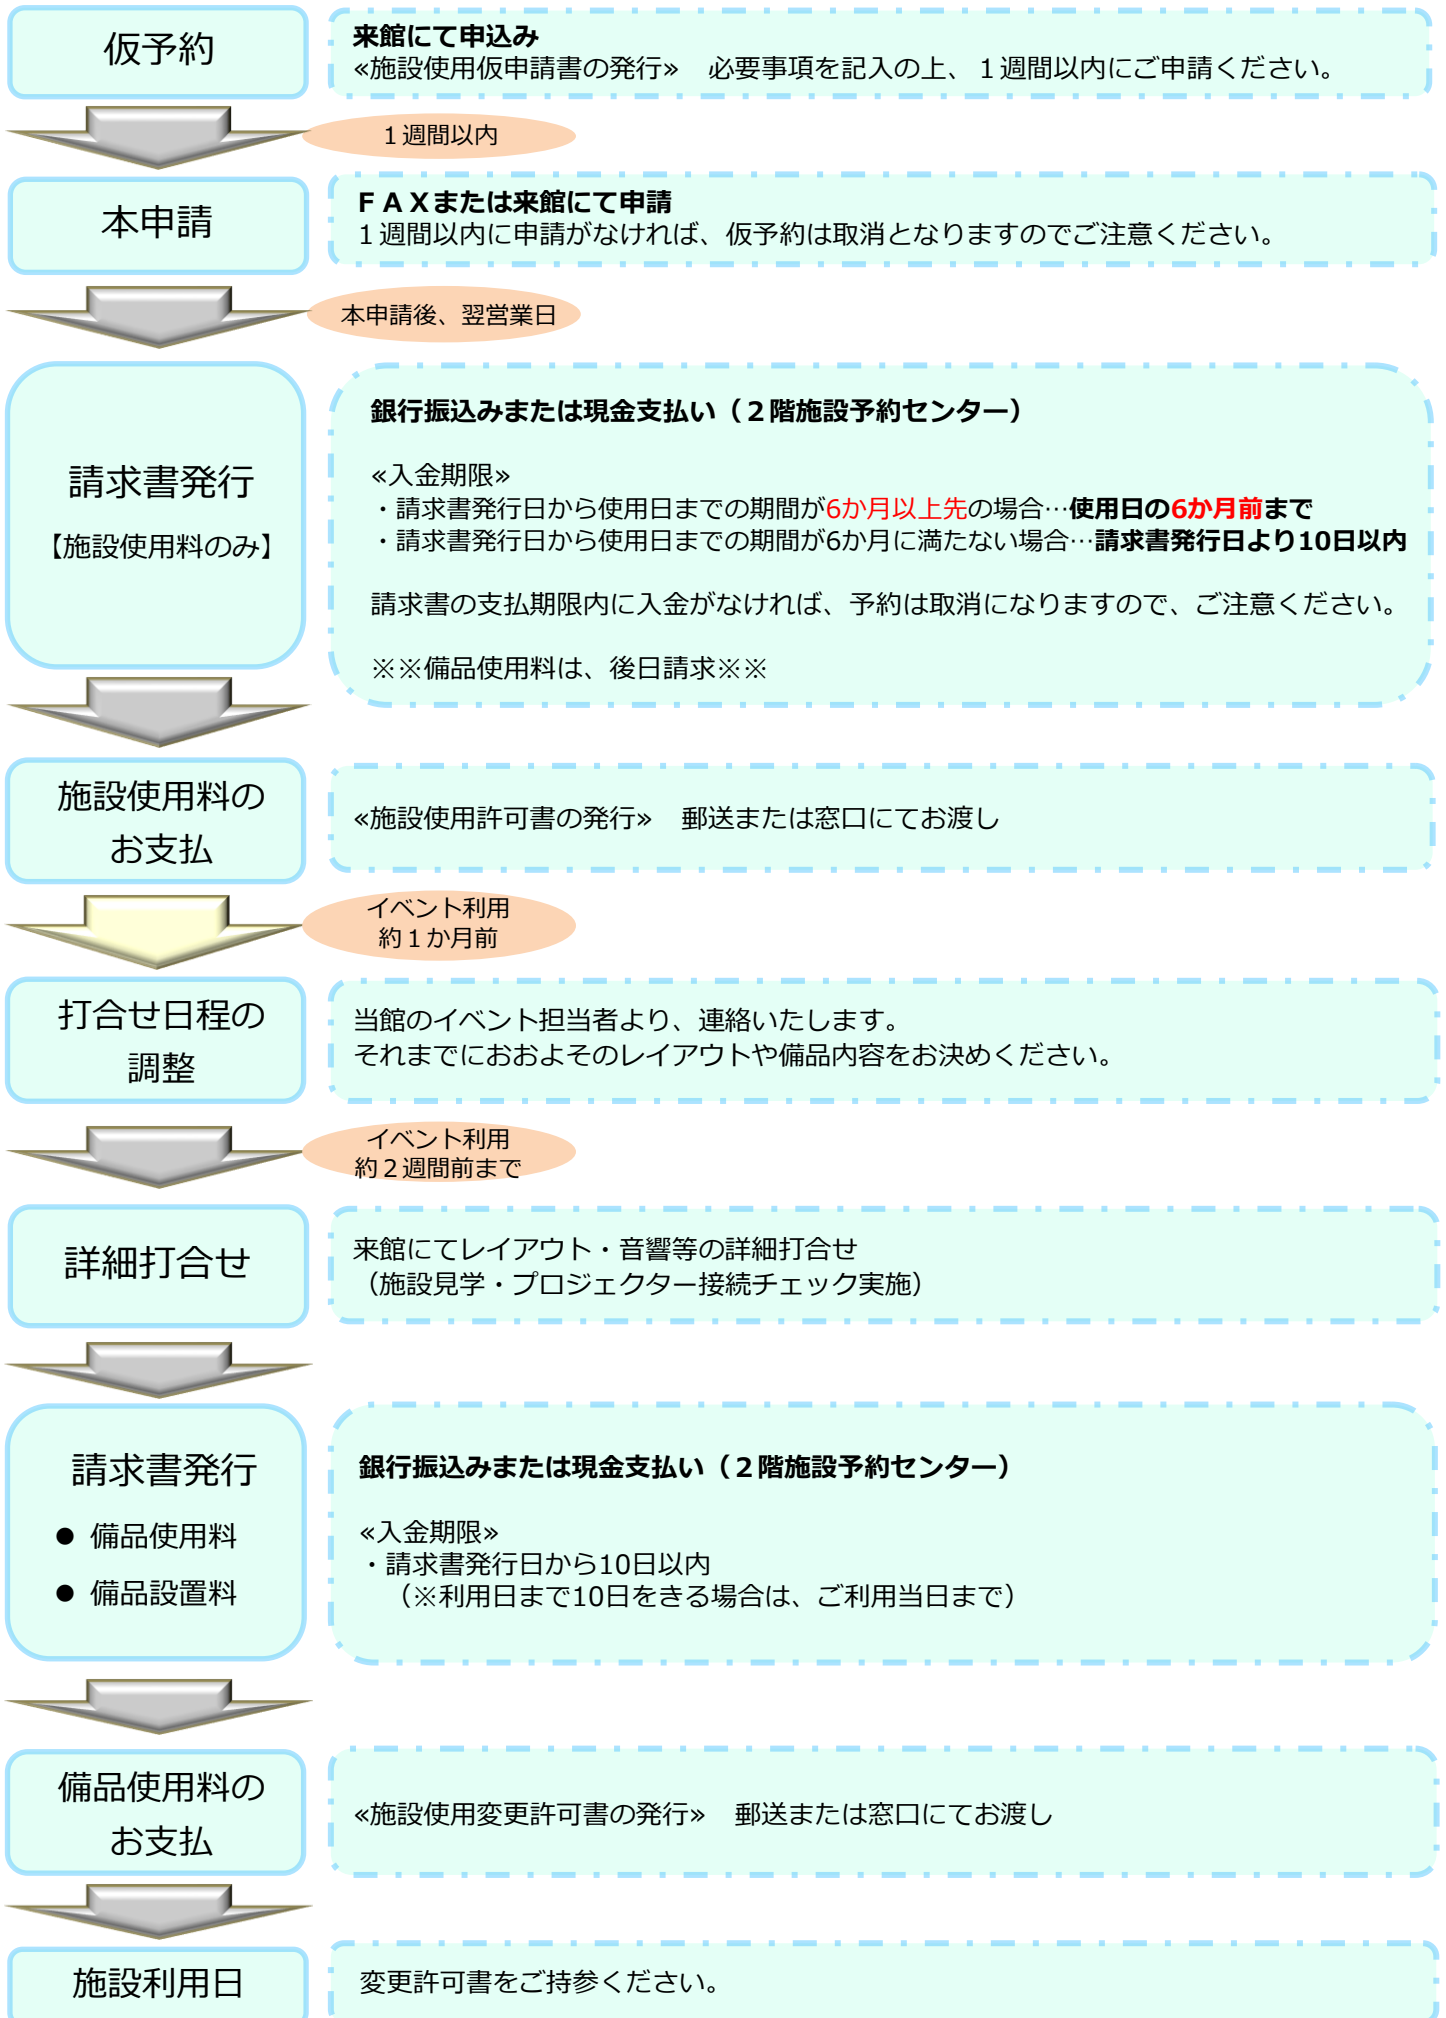 仮予約
来館にて申込み
≪施設使用仮申請書の発行≫　必要事項を記入の上、１週間以内にご申請ください。
１週間以内
本申請
ＦＡＸまたは来館にて申請
１週間以内に申請がなければ、仮予約は取消となりますのでご注意ください。
本申請後、翌営業日
請求書発行
【施設使用料のみ】
銀行振込みまたは現金支払い（２階施設予約センター）
≪入金期限≫
・請求書発行日から使用日までの期間が6か月以上先の場合…使用日の6か月前まで
・請求書発行日から使用日までの期間が6か月に満たない場合…請求書発行日より10日以内
請求書の支払期限内に入金がなければ、予約は取消になりますので、ご注意ください。
※※備品使用料は、後日請求※※
施設使用料の
お支払
≪施設使用許可書の発行≫　郵送または窓口にてお渡し
イベント利用
約１か月前
打合せ日程の
調整
当館のイベント担当者より、連絡いたします。
それまでにおおよそのレイアウトや備品内容をお決めください。
イベント利用
約２週間前まで
詳細打合せ
来館にてレイアウト・音響等の詳細打合せ
（施設見学・プロジェクター接続チェック実施）
請求書発行
● 備品使用料
● 備品設置料
銀行振込みまたは現金支払い（２階施設予約センター）
≪入金期限≫
・請求書発行日から10日以内
（※利用日まで10日をきる場合は、ご利用当日まで）
備品使用料の
お支払
≪施設使用変更許可書の発行≫　郵送または窓口にてお渡し
施設利用日
変更許可書をご持参ください。